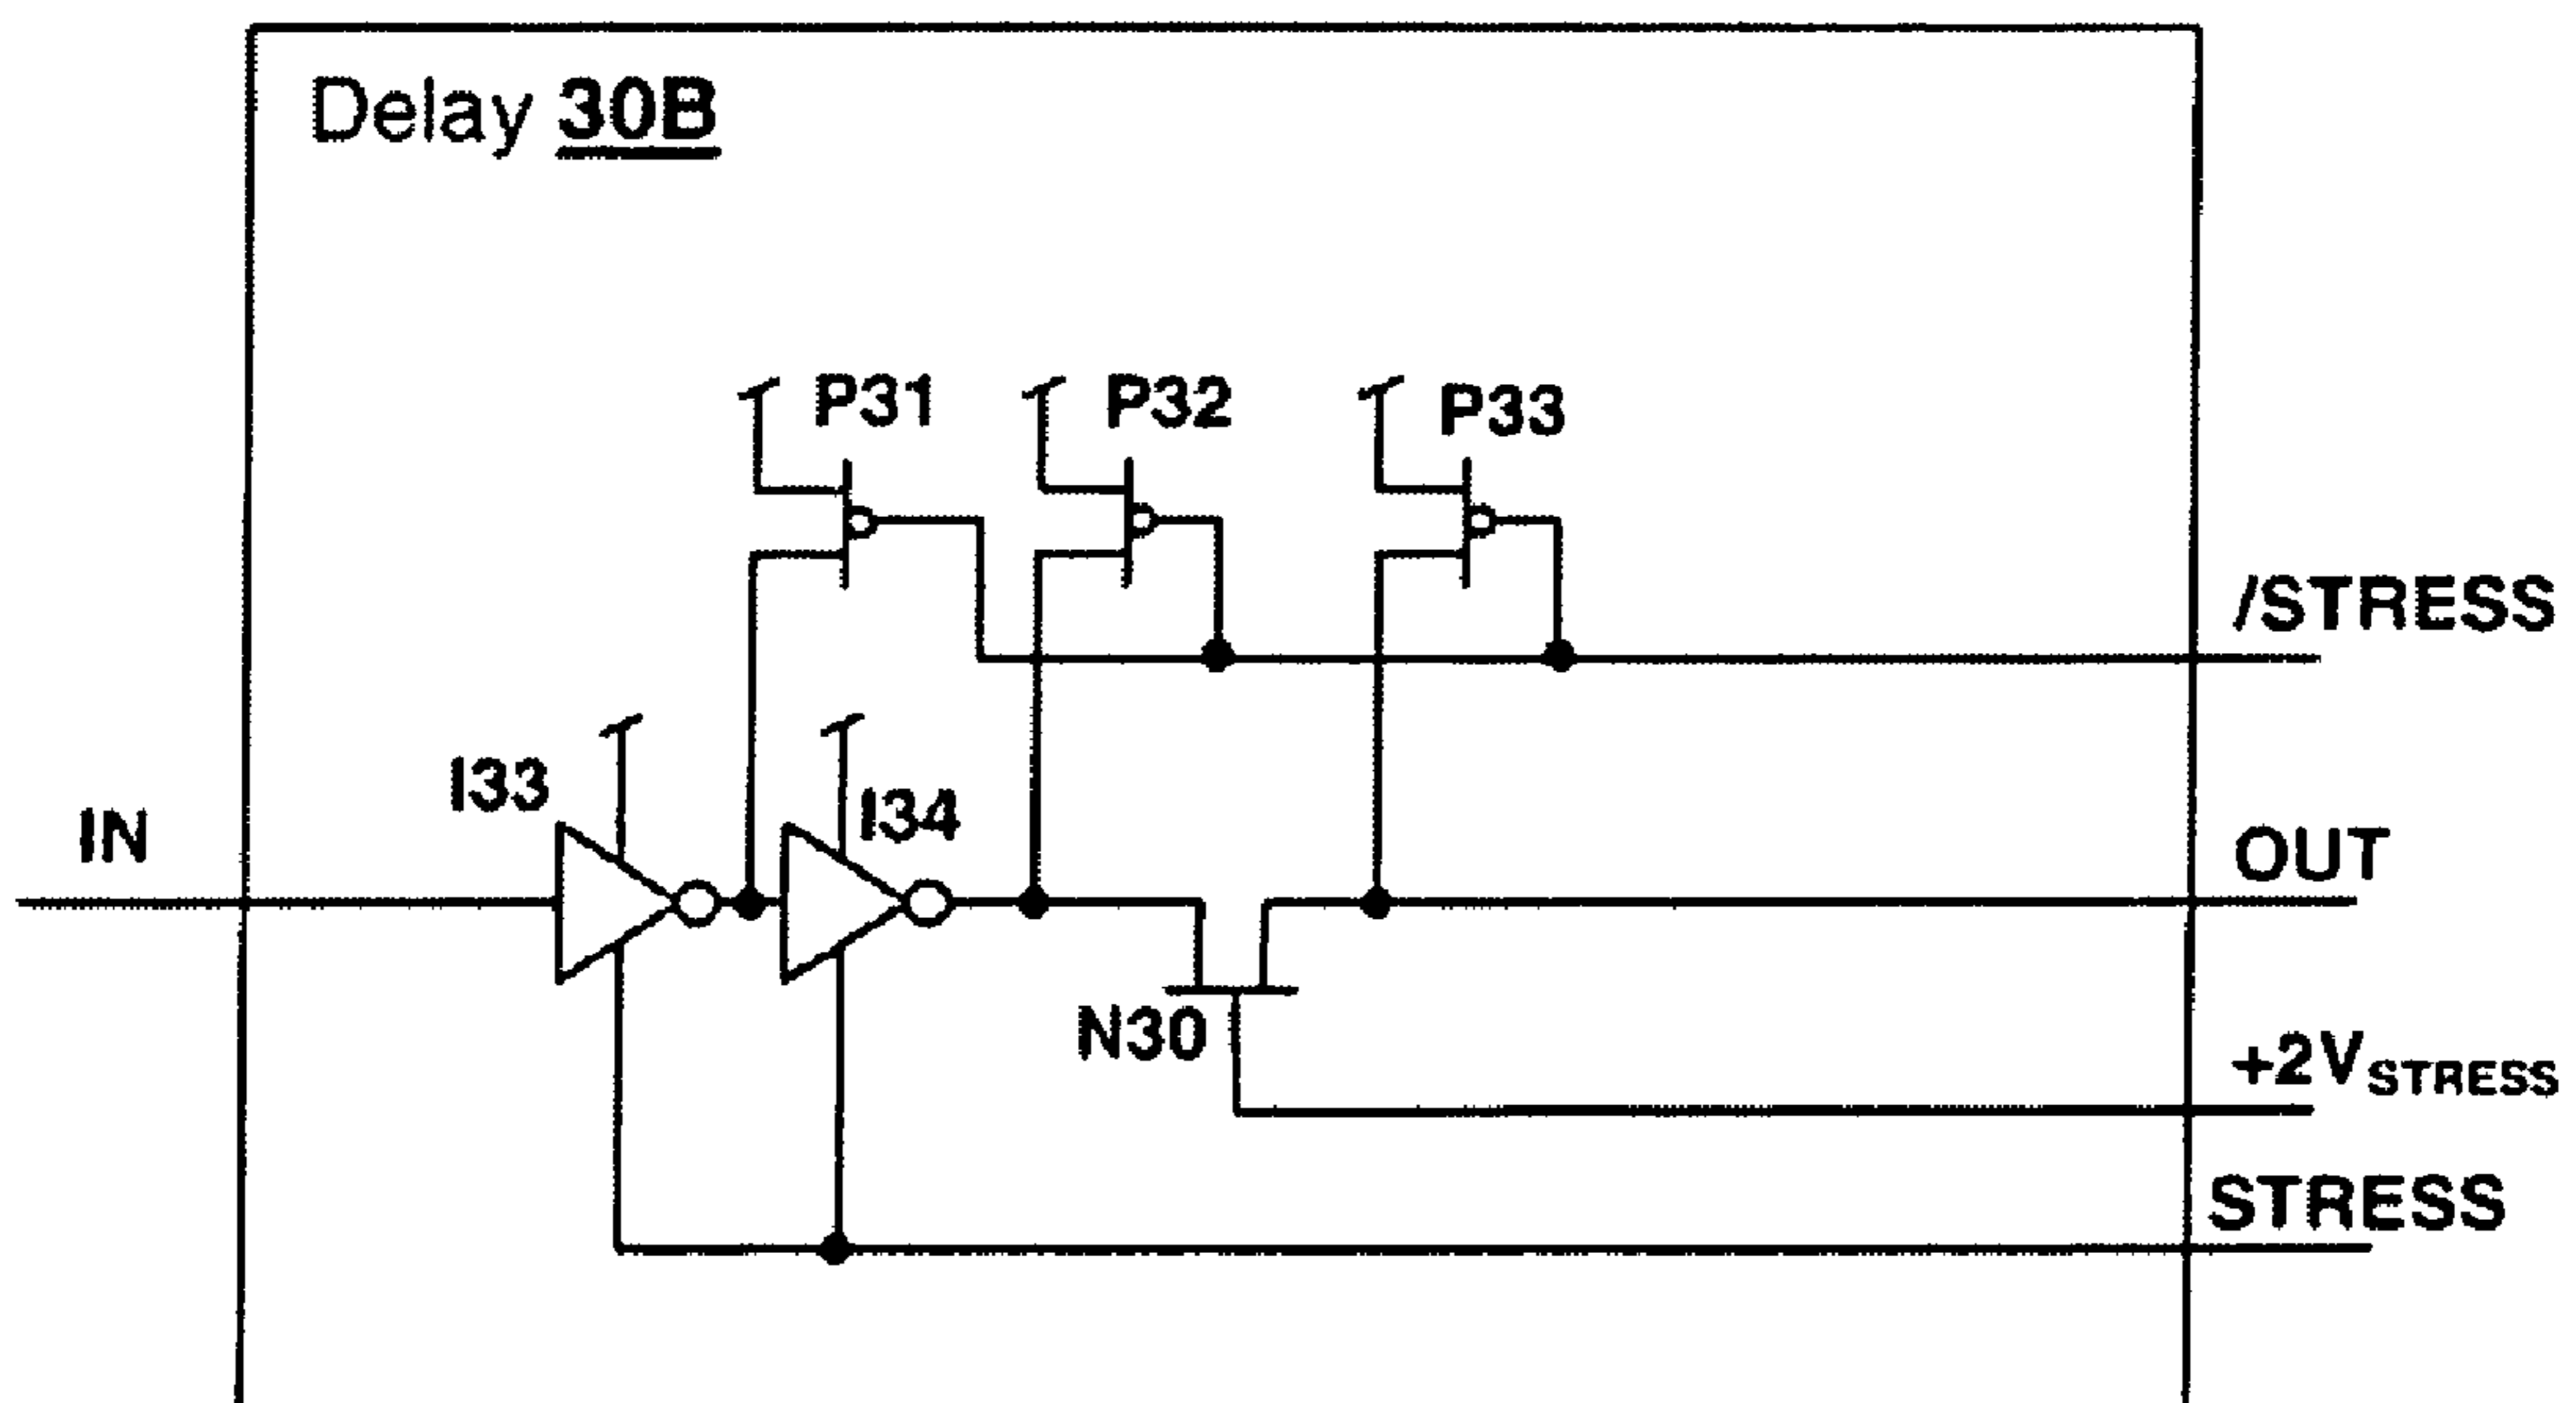 Delay 30B
P31
P32
P33
/STRESS
I33
I34
IN
OUT
N30
+2VSTRESS
STRESS